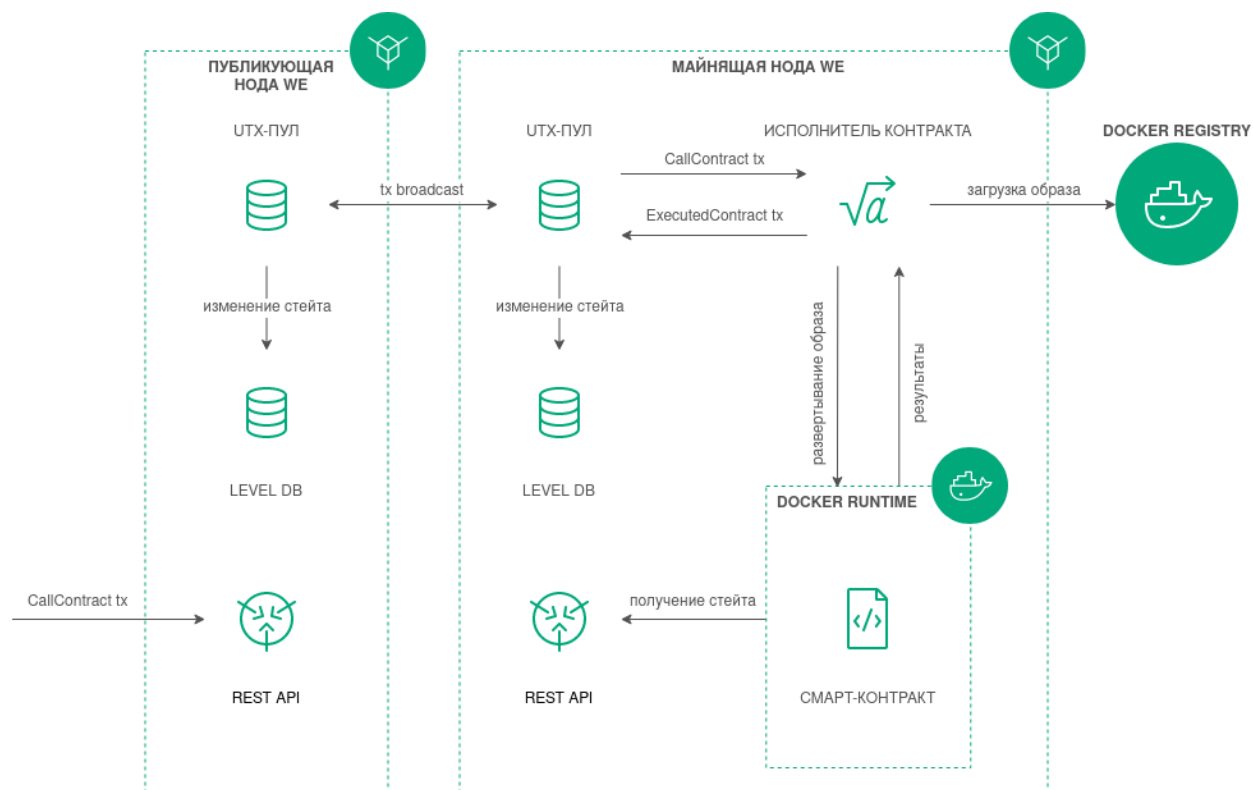 ПУБЛИКУЮЩАЯ
НОДА WE
МАЙНЯЩАЯ НОДА WE
UTX-ПУЛ
UTX-ПУЛ
ИСПОЛНИТЕЛЬ КОНТРАКТА
DOCKER REGISTRY
CallContract tx
tx broadcast
загрузка образа
ExecutedContract tx
изменение стейта
изменение стейта
развертывание образа
результаты
LEVEL DB
LEVEL DB
DOCKER RUNTIME
CallContract tx
получение стейта
REST API
REST API
СМАРТ-КОНТРАКТ